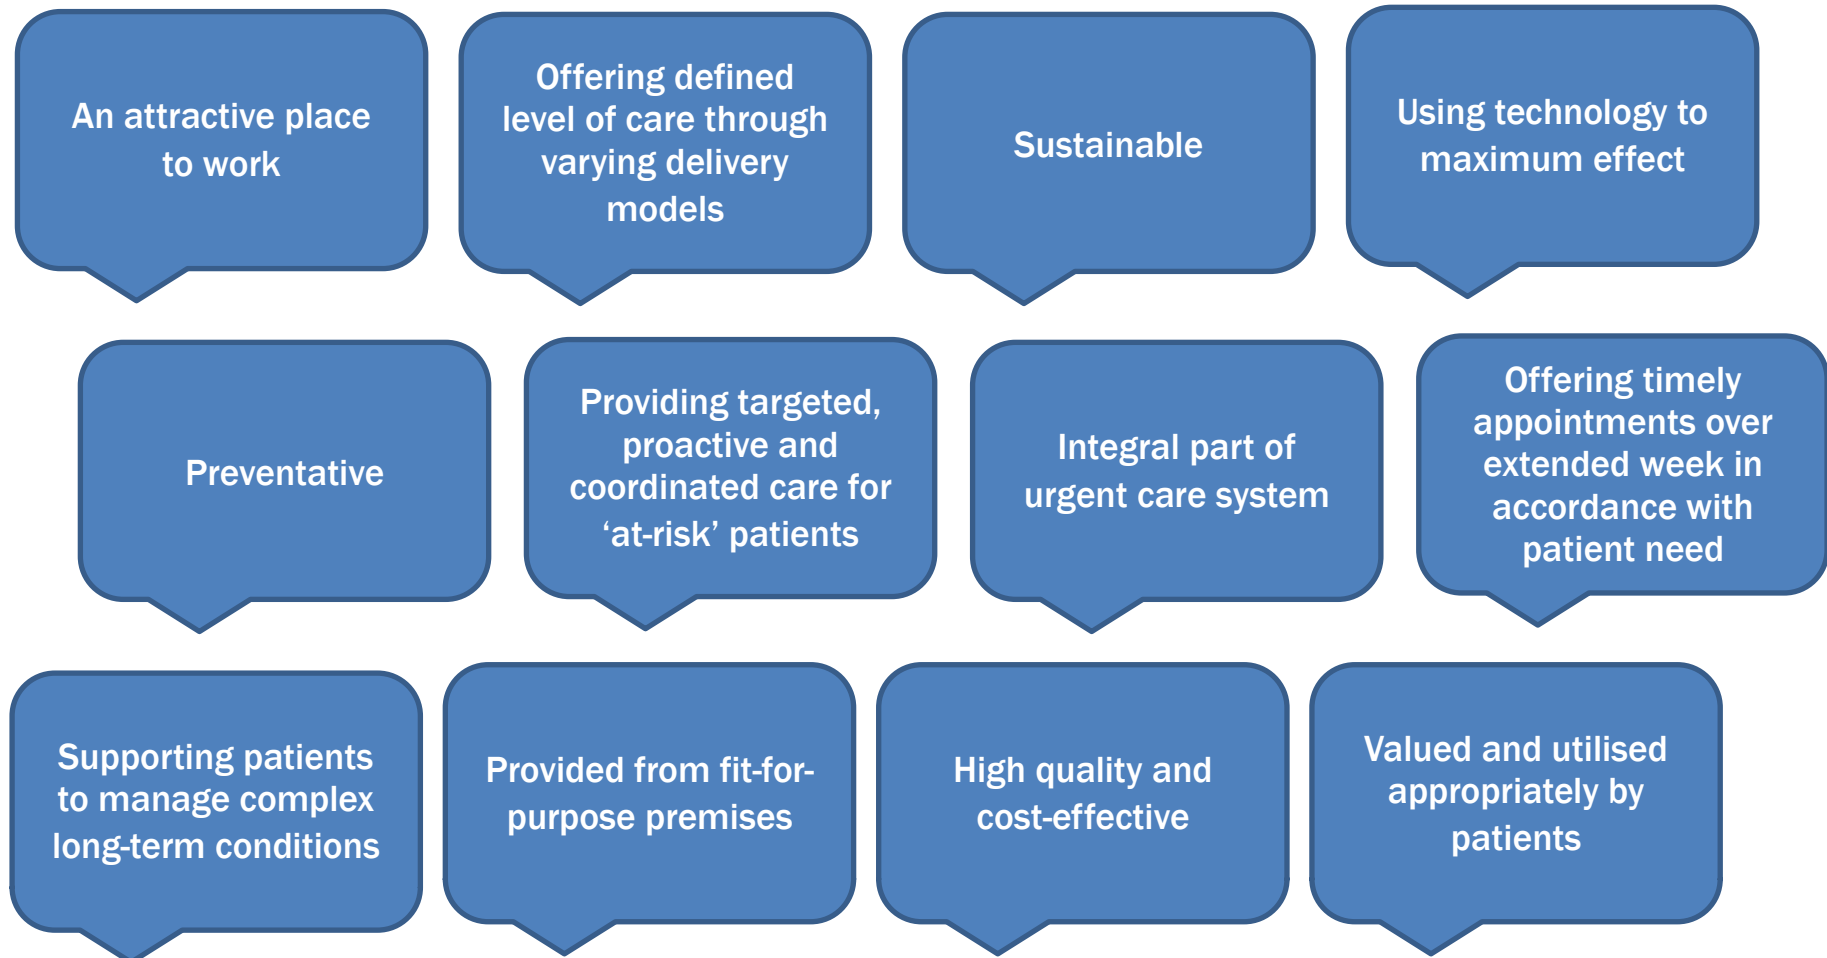 An attractive place
to work
Offering defined
level of care through
varying delivery
models
Sustainable
Using technology to
maximum effect
Preventative
Providing targeted,
proactive and
coordinated care for
‘at-risk’ patients
Integral part of
urgent care system
Offering timely
appointments over
extended week in
accordance with
patient need
Supporting patients
to manage complex
long-term conditions
Provided from fit-for-
purpose premises
High quality and
cost-effective
Valued and utilised
appropriately by
patients